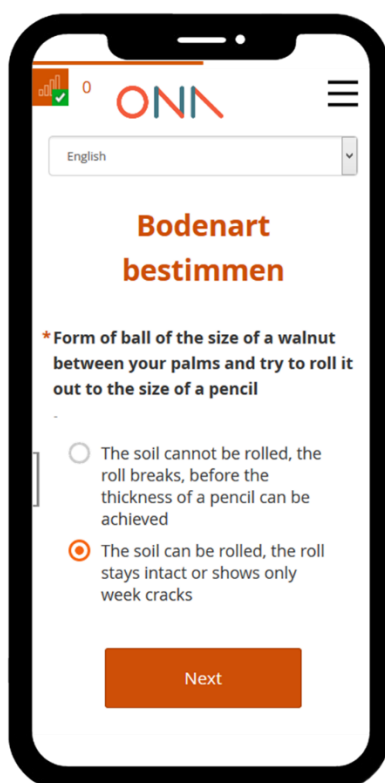 0
ONA
English
Bodenart
bestimmen
*Form of ball of the size of a walnut
between your palms and try to roll it
out to the size of a pencil
-
The soil cannot be rolled, the
roll breaks, before the
thickness of a pencil can be
achieved
The soil can be rolled, the roll
stays intact or shows only
week cracks
Next